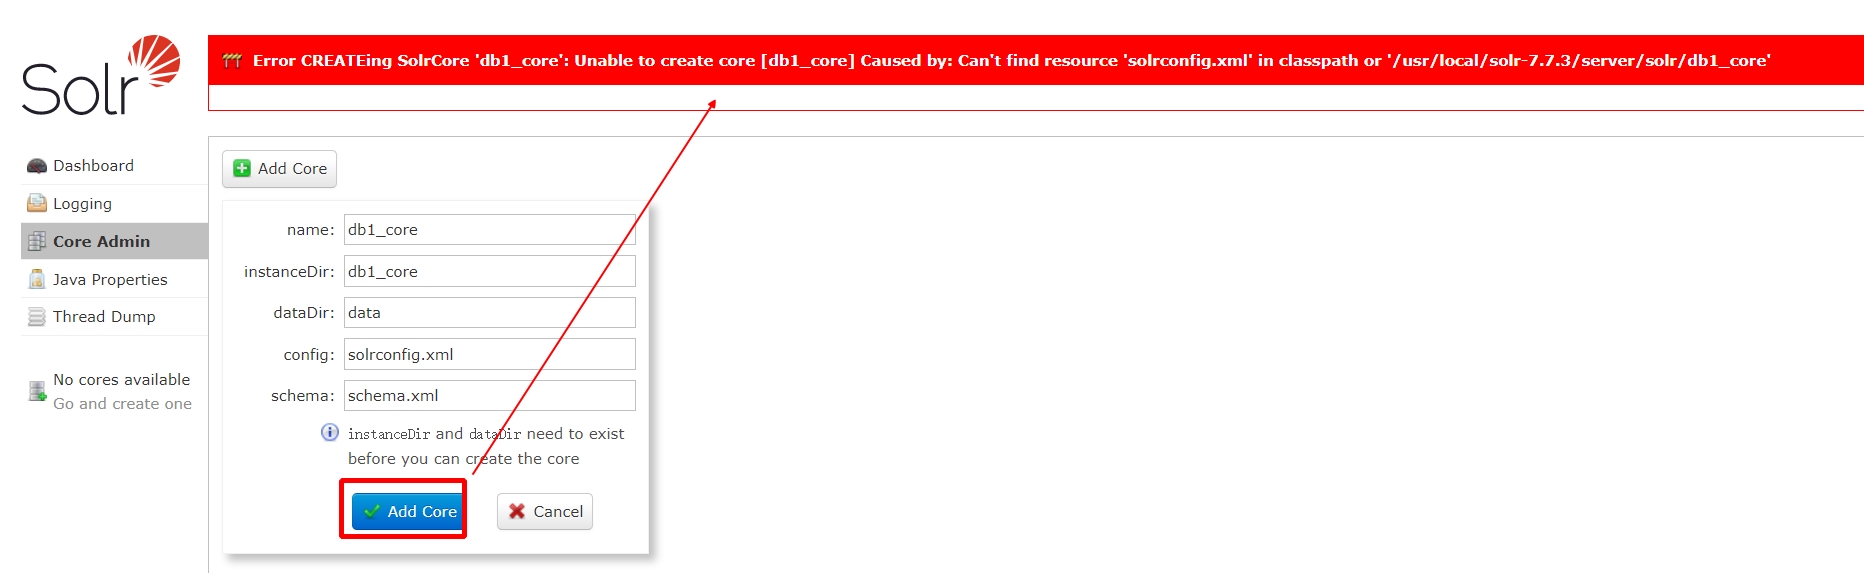 Solr
Error CREATEing SolrCore 'db1_core': Unable to create core [db1_core] Caused by: Can't find resource 'solrconfig.xml' in classpath or '/usr/local/solr-7.7.3/server/solr/db1_core'
Dashboard
Logging
Core Admin
Java Properties
Thread Dump
No cores available
Go and create one
Add Core
name: db1_core
instanceDir: db1_core
dataDir: data
config: solrconfig.xml
schema: schema.xml
instanceDir and dataDir need to exist
before you can create the core
Add Core
Cancel